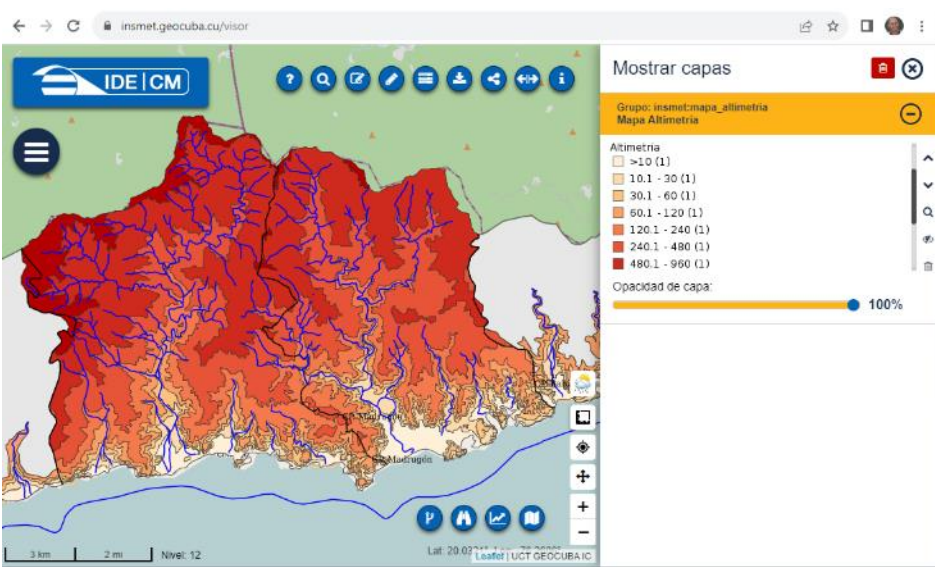 insmet.geocuba.cu/visor
IDE|CM
Mostrar capas
Grupo: insmet:mapa_altimetria
Mapa Altimetría
Altimetria
>10 (1)
10.1 - 30 (1)
30.1 - 60 (1)
60.1 - 120 (1)
120.1 - 240 (1)
240.1 - 480 (1)
480.1 - 960 (1)
Opacidad de capa:
100%
Madrugón
+
−
3 km
2 mi
Nivel: 12
Leaflet | UCT GEOCUBA IC